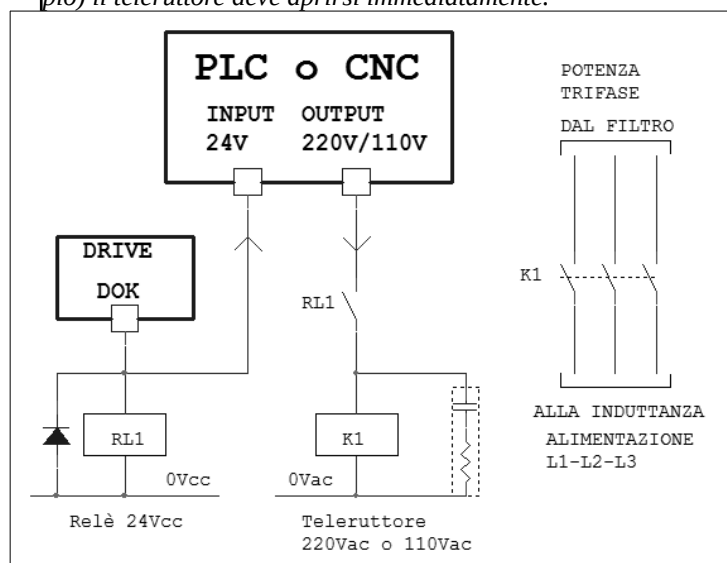 pio) il teleruttore deve aprirsi immediatamente.
PLC o CNC
INPUT OUTPUT
24V 220V/110V
POTENZA
TRIFASE
DAL FILTRO
DRIVE
DOK
K1
RL1
RL1
K1
0Vcc
0Vac
ALLA INDUTTANZA
ALIMENTAZIONE
L1-L2-L3
Relè 24Vcc
Teleruttore
220Vac o 110Vac